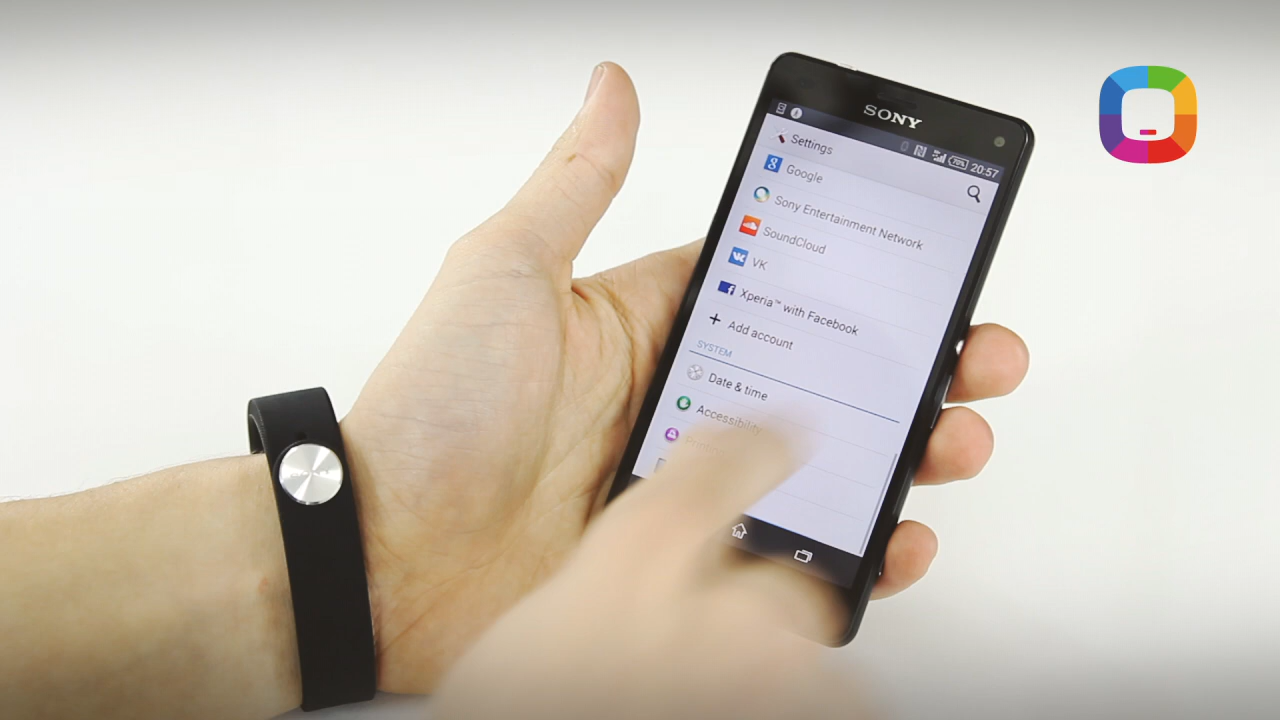 SONY
70%
20:57
Settings
Google
Sony Entertainment Network
SoundCloud
VK
Xperia™ with Facebook
Add account
SYSTEM
Date & time
Accessibility